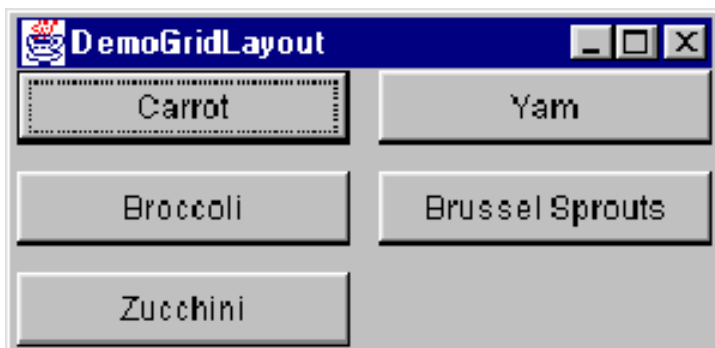 DemoGridLayout
Carrot Yam
Broccoli Brussel Sprouts
Zucchini